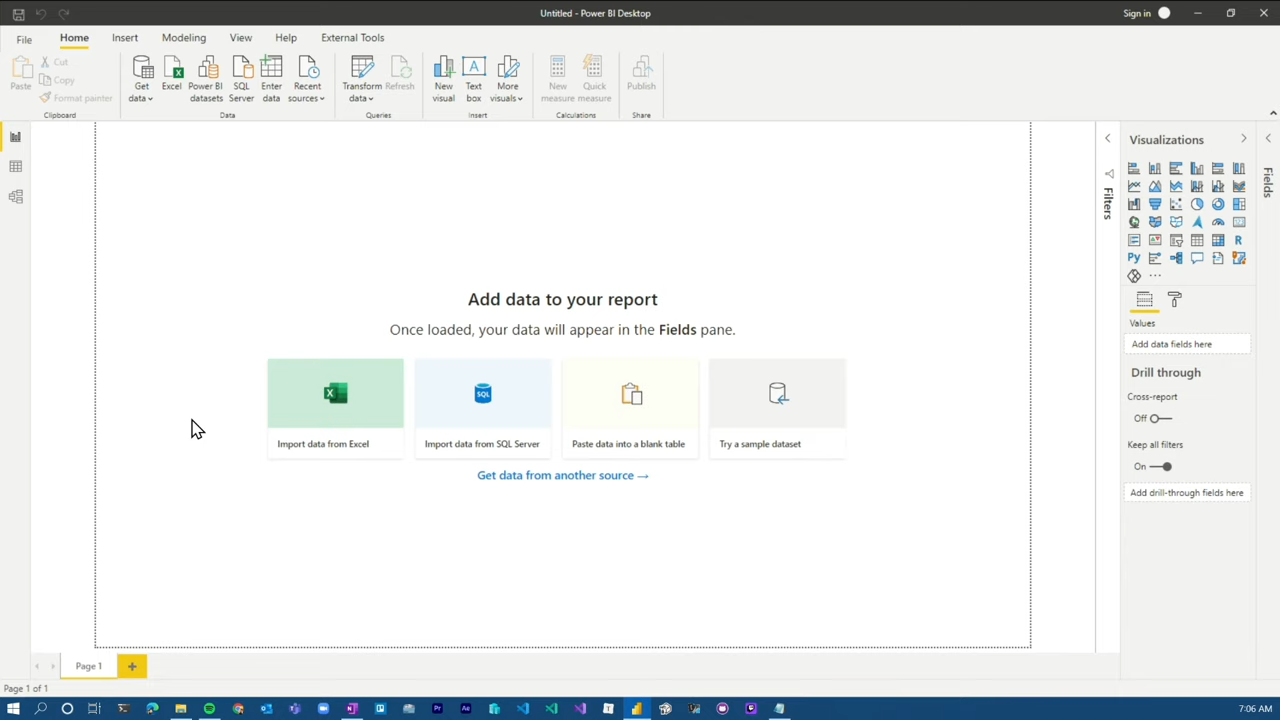 Untitled - Power BI Desktop
Sign in
File
Home
Insert
Modeling
View
Help
External Tools
Paste
Cut
Copy
Format painter
Clipboard
Get
data
Excel
Power BI
datasets
SQL
Server
Enter
data
Recent
sources
Data
Transform
data
Refresh
Queries
New
visual
A
Text
box
More
visuals
Insert
New
measure
Quick
measure
Calculations
Publish
Share
Filters
Visualizations
Fields
R
Py
Values
Add data fields here
Drill through
Cross-report
Off
Keep all filters
On
Add drill-through fields here
Add data to your report
Once loaded, your data will appear in the Fields pane.
SQL
Import data from Excel
Import data from SQL Server
Paste data into a blank table
Try a sample dataset
Get data from another source →
Page 1
Page 1 of 1
Pr
Ae
7:06 AM